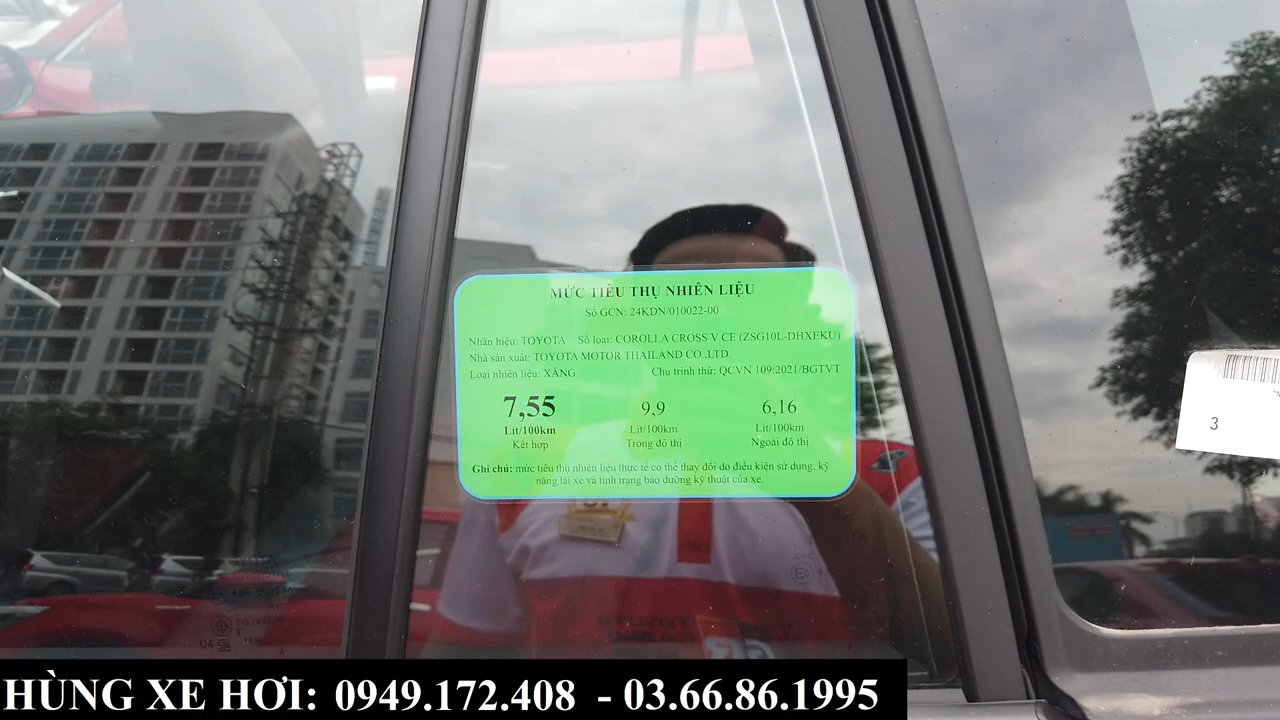 MỨC TIÊU THỤ NHIÊN LIỆU
Số GCN: 24KDN/010022-00
Nhãn hiệu: TOYOTA Số loại: COROLLA CROSS V CE (ZSG10L-DHXEKU)
Nhà sản xuất: TOYOTA MOTOR THAILAND CO.,LTD.
Loại nhiên liệu: XĂNG Chu trình thử: QCVN 109:2021/BGTVT
7,55 9,9 6,16
Lít/100km Lít/100km Lít/100km
Kết hợp Trong đô thị Ngoài đô thị
Ghi chú: mức tiêu thụ nhiên liệu thực tế có thể thay đổi do điều kiện sử dụng, kỹ
năng lái xe và tình trạng bảo dưỡng kỹ thuật của xe.
3
HÙNG XE HƠI: 0949.172.408 - 03.66.86.1995